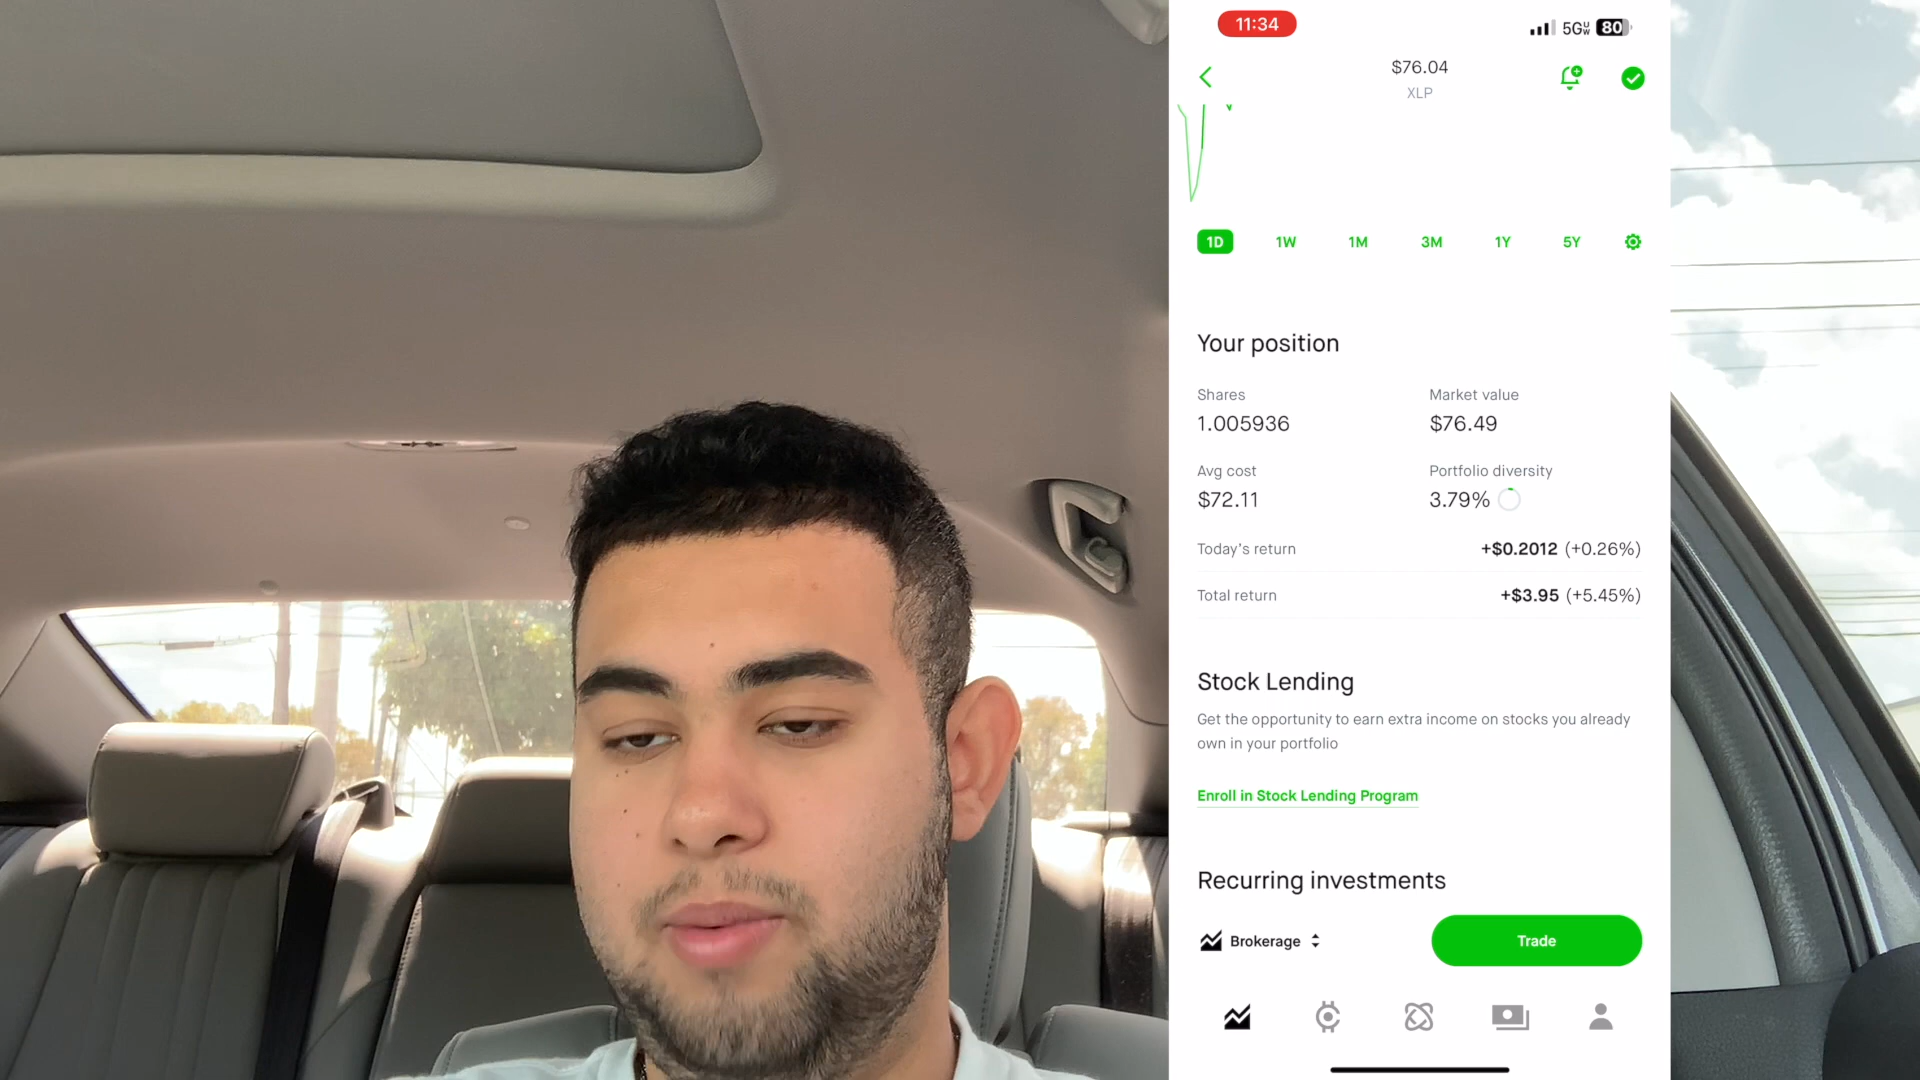 11:34
5GUW 80
$76.04
XLP
1D 1W 1M 3M 1Y 5Y
Your position
Shares Market value
1.005936 $76.49
Avg cost Portfolio diversity
$72.11 3.79%
Today's return +$0.2012 (+0.26%)
Total return +$3.95 (+5.45%)
Stock Lending
Get the opportunity to earn extra income on stocks you already
own in your portfolio
Enroll in Stock Lending Program
Recurring investments
Brokerage Trade